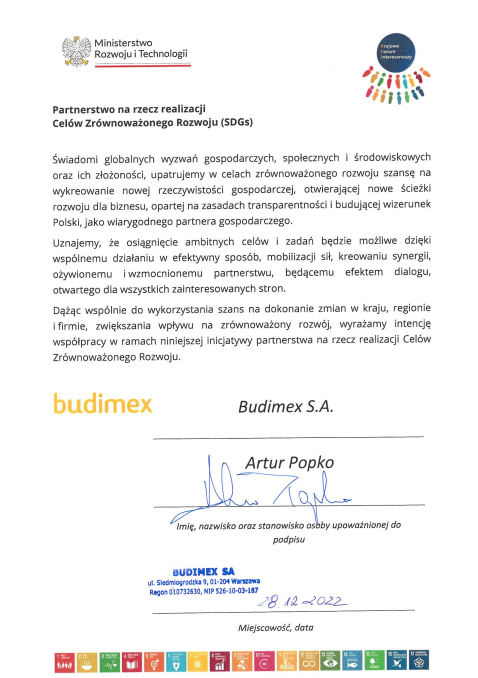 Ministerstwo
Rozwoju i Technologii
Krajowe
Forum
Interesariuszy
Partnerstwo na rzecz realizacji
Celów Zrównoważonego Rozwoju (SDGs)
Świadomi globalnych wyzwań gospodarczych, społecznych i środowiskowych
oraz ich złożoności, upatrujemy w celach zrównoważonego rozwoju szansę na
wykreowanie nowej rzeczywistości gospodarczej, otwierającej nowe ścieżki
rozwoju dla biznesu, opartej na zasadach transparentności i budującej wizerunek
Polski, jako wiarygodnego partnera gospodarczego.
Uznajemy, że osiągnięcie ambitnych celów i zadań będzie możliwe dzięki
wspólnemu działaniu w efektywny sposób, mobilizacji sił, kreowaniu synergii,
ożywionemu i wzmocnionemu partnerstwu, będącemu efektem dialogu,
otwartego dla wszystkich zainteresowanych stron.
Dążąc wspólnie do wykorzystania szans na dokonanie zmian w kraju, regionie
i firmie, zwiększania wpływu na zrównoważony rozwój, wyrażamy intencję
współpracy w ramach niniejszej inicjatywy partnerstwa na rzecz realizacji Celów
Zrównoważonego Rozwoju.
budimex
Budimex S.A.
Artur Popko
Imię, nazwisko oraz stanowisko osoby upoważnionej do
podpisu
BUDIMEX SA
ul. Siedmiogrodzka 9, 01-204 Warszawa
Regon 010732630, NIP 526-10-03-187
28.12.2022
Miejscowość, data